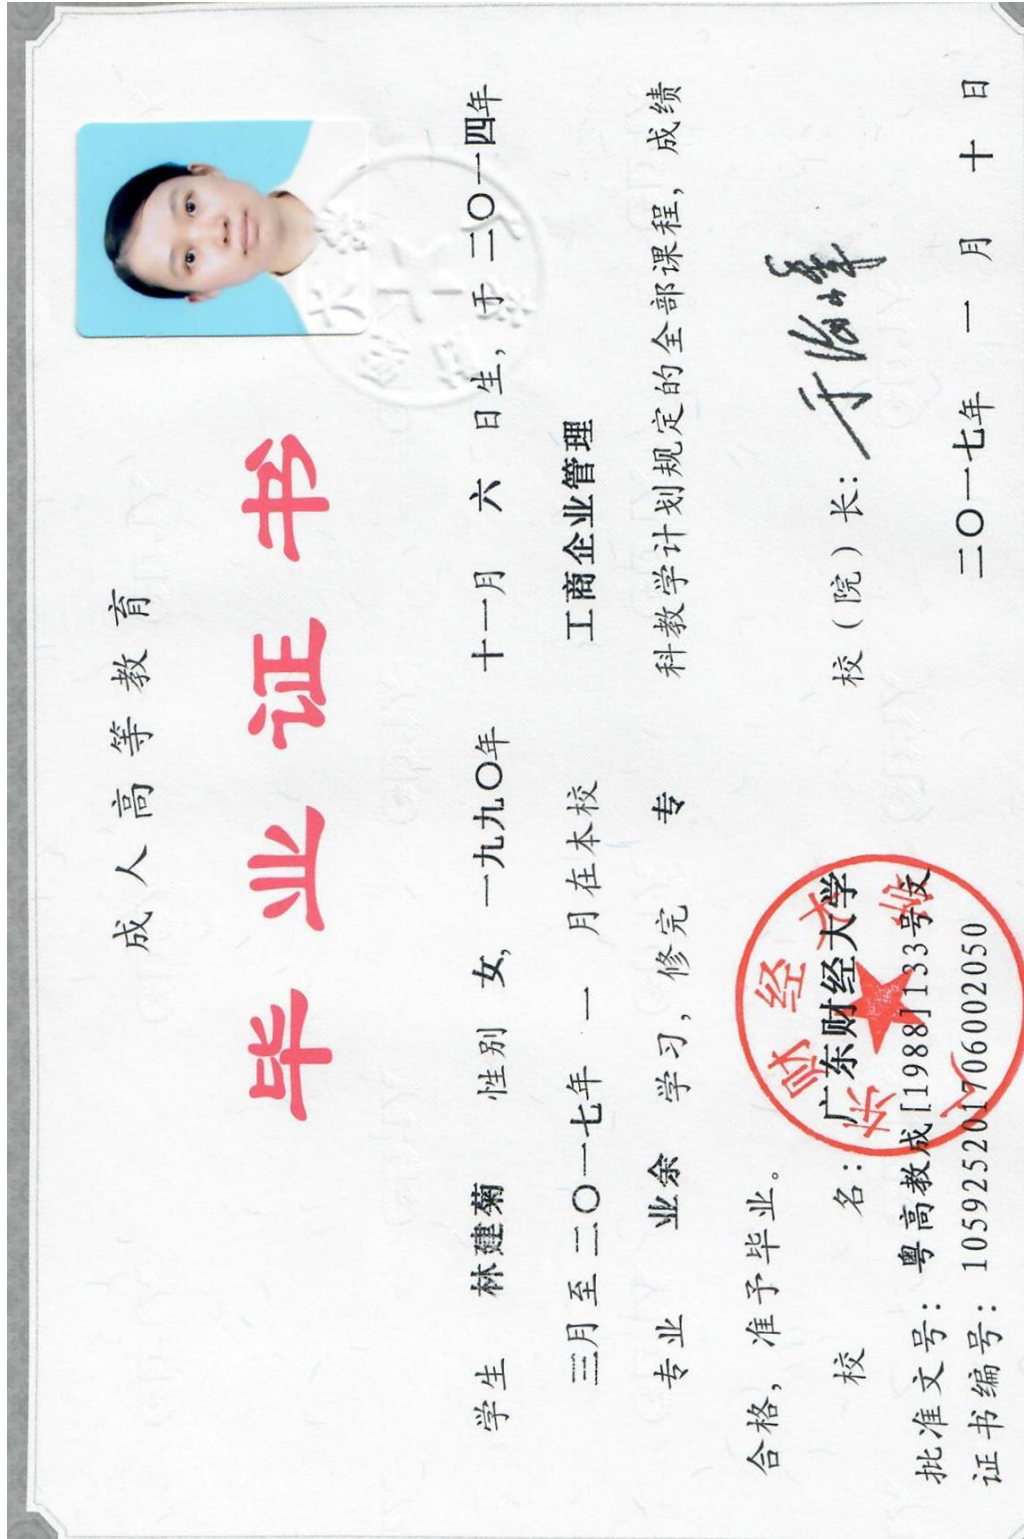 成人高等教育
毕业证书
学生 林建菊 性别 女，一九九〇年 十一月 六 日生，于二〇一四年
三月至二〇一七年 一 月在本校 工商企业管理
专业 业余 学习，修完 专 科教学计划规定的全部课程，成绩
合格，准予毕业。
校 名：广东财经大学 校（院）长：
批准文号：粤高教成[1988]133号文
证书编号：105925201706002050
二〇一七年 一 月 十 日